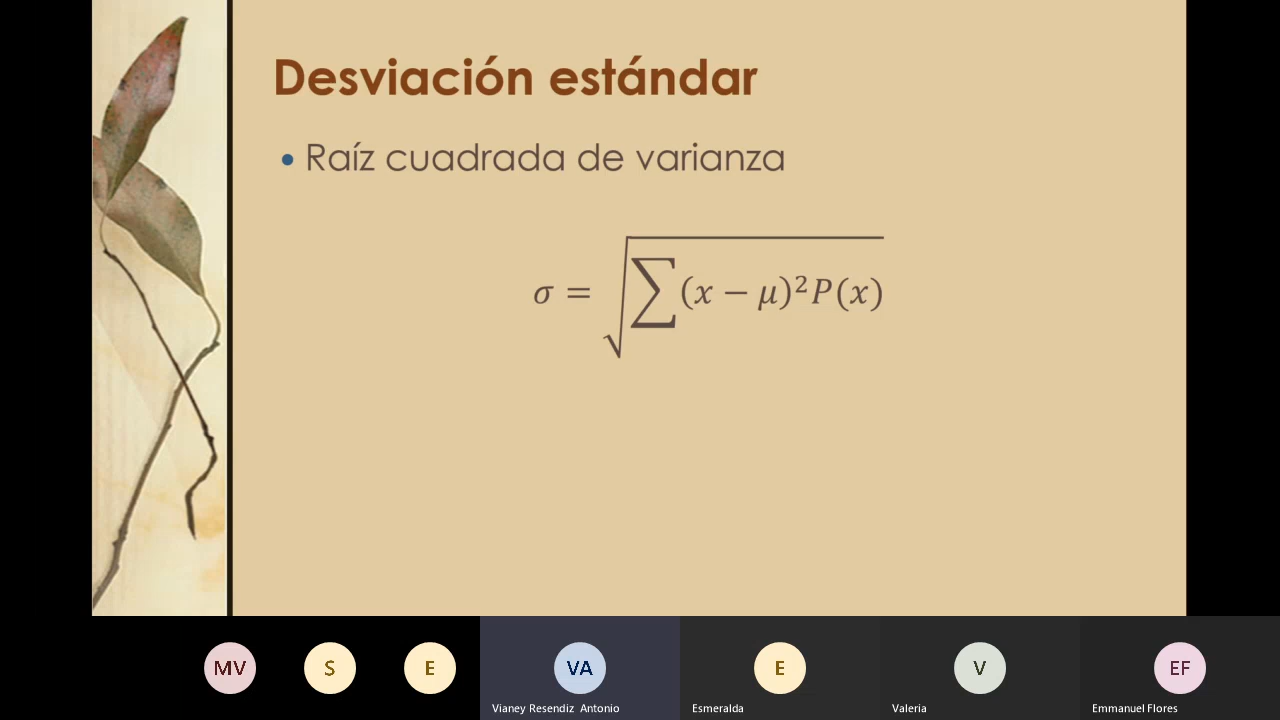 Desviación estándar
• Raíz cuadrada de varianza
σ = √∑(x − μ)²P(x)
MV S E VA E V EF
Vianey Resendiz Antonio Esmeralda Valeria Emmanuel Flores